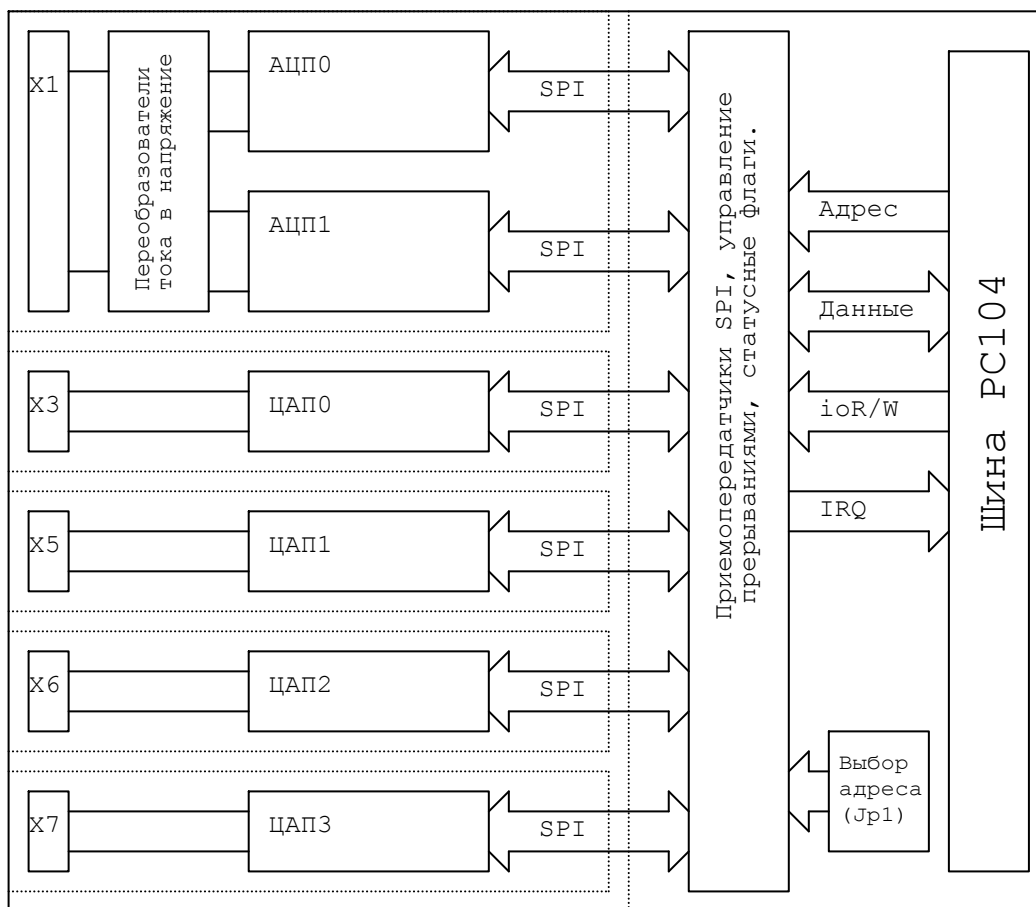 X1
Переобразователи
тока в напряжение
АЦП0
SPI
АЦП1
SPI
X3
ЦАП0
SPI
X5
ЦАП1
SPI
X6
ЦАП2
SPI
X7
ЦАП3
SPI
Приемопередатчики SPI, управление
прерываниями, статусные флаги.
Адрес
Данные
ioR/W
IRQ
Выбор
адреса
(Jp1)
Шина PC104